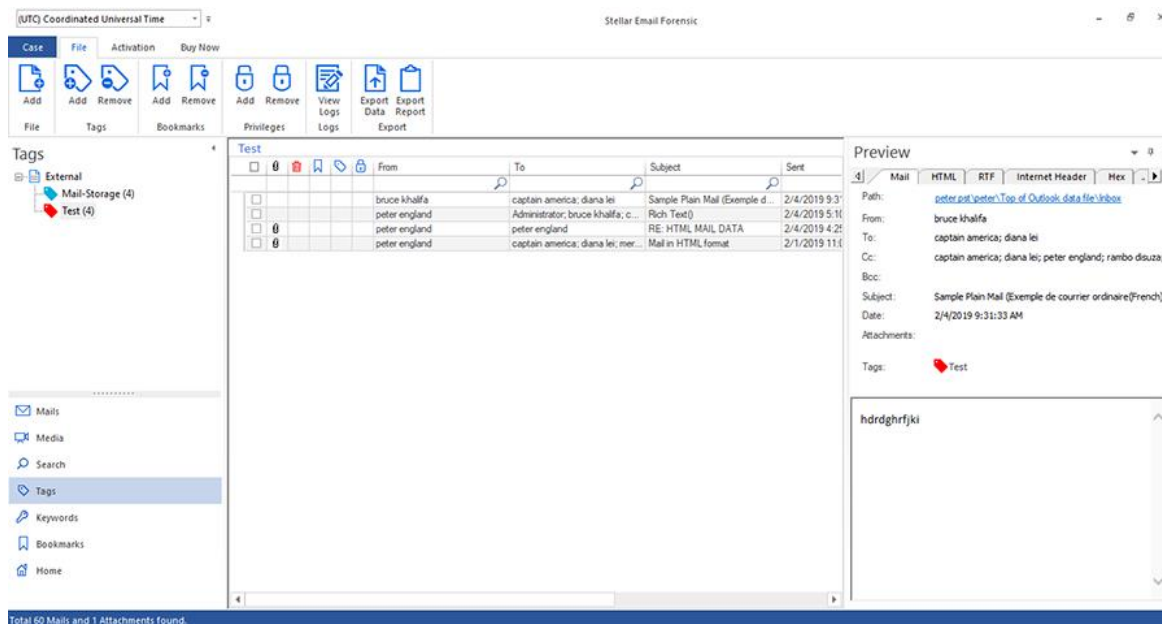 (UTC) Coordinated Universal Time
Stellar Email Forensic
Case File Activation Buy Now
Add Add Remove Add Remove Add Remove View Logs Export Data Export Report
File Tags Bookmarks Privileges Logs Export
Tags
External
Mail-Storage (4)
Test (4)
Mails
Media
Search
Tags
Keywords
Bookmarks
Home
Test
From To Subject Sent
bruce khalifa captain america; diana lei Sample Plain Mail (Exemple d... 2/4/2019 9:3
peter england Administrator; bruce khalifa; c... Rich Text() 2/4/2019 5:10
peter england peter england RE: HTML MAIL DATA 2/4/2019 4:25
peter england captain america; diana lei; mer... Mail in HTML format 2/1/2019 11:0
Preview
Mail HTML RTF Internet Header Hex
Path: peter.pst\peter\Top of Outlook data file\Inbox
From: bruce khalifa
To: captain america; diana lei
Cc: captain america; diana lei; peter england; rambo disuza;
Bcc:
Subject: Sample Plain Mail (Exemple de courrier ordinaire(French)
Date: 2/4/2019 9:31:33 AM
Attachments:
Tags: Test
hdrdghrfjki
Total 60 Mails and 1 Attachments found.